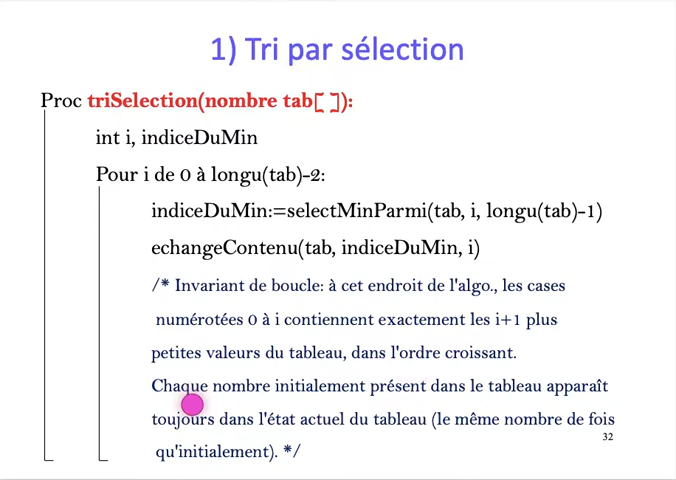 1) Tri par sélection
Proc triSelection(nombre tab[ ]):
int i, indiceDuMin
Pour i de 0 à longu(tab)-2:
indiceDuMin:=selectMinParmi(tab, i, longu(tab)-1)
echangeContenu(tab, indiceDuMin, i)
/* Invariant de boucle: à cet endroit de l'algo., les cases
numérotées 0 à i contiennent exactement les i+1 plus
petites valeurs du tableau, dans l'ordre croissant.
Chaque nombre initialement présent dans le tableau apparaît
toujours dans l'état actuel du tableau (le même nombre de fois
qu'initialement). */
32